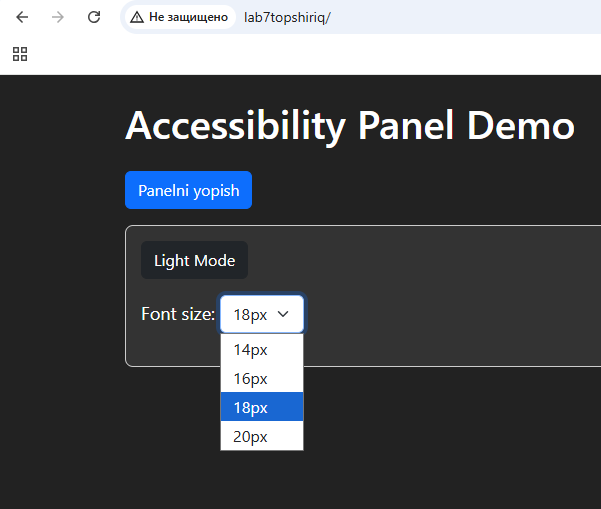 Не защищено lab7topshiriq/
Accessibility Panel Demo
Panelni yopish
Light Mode
Font size: 18px
14px
16px
18px
20px